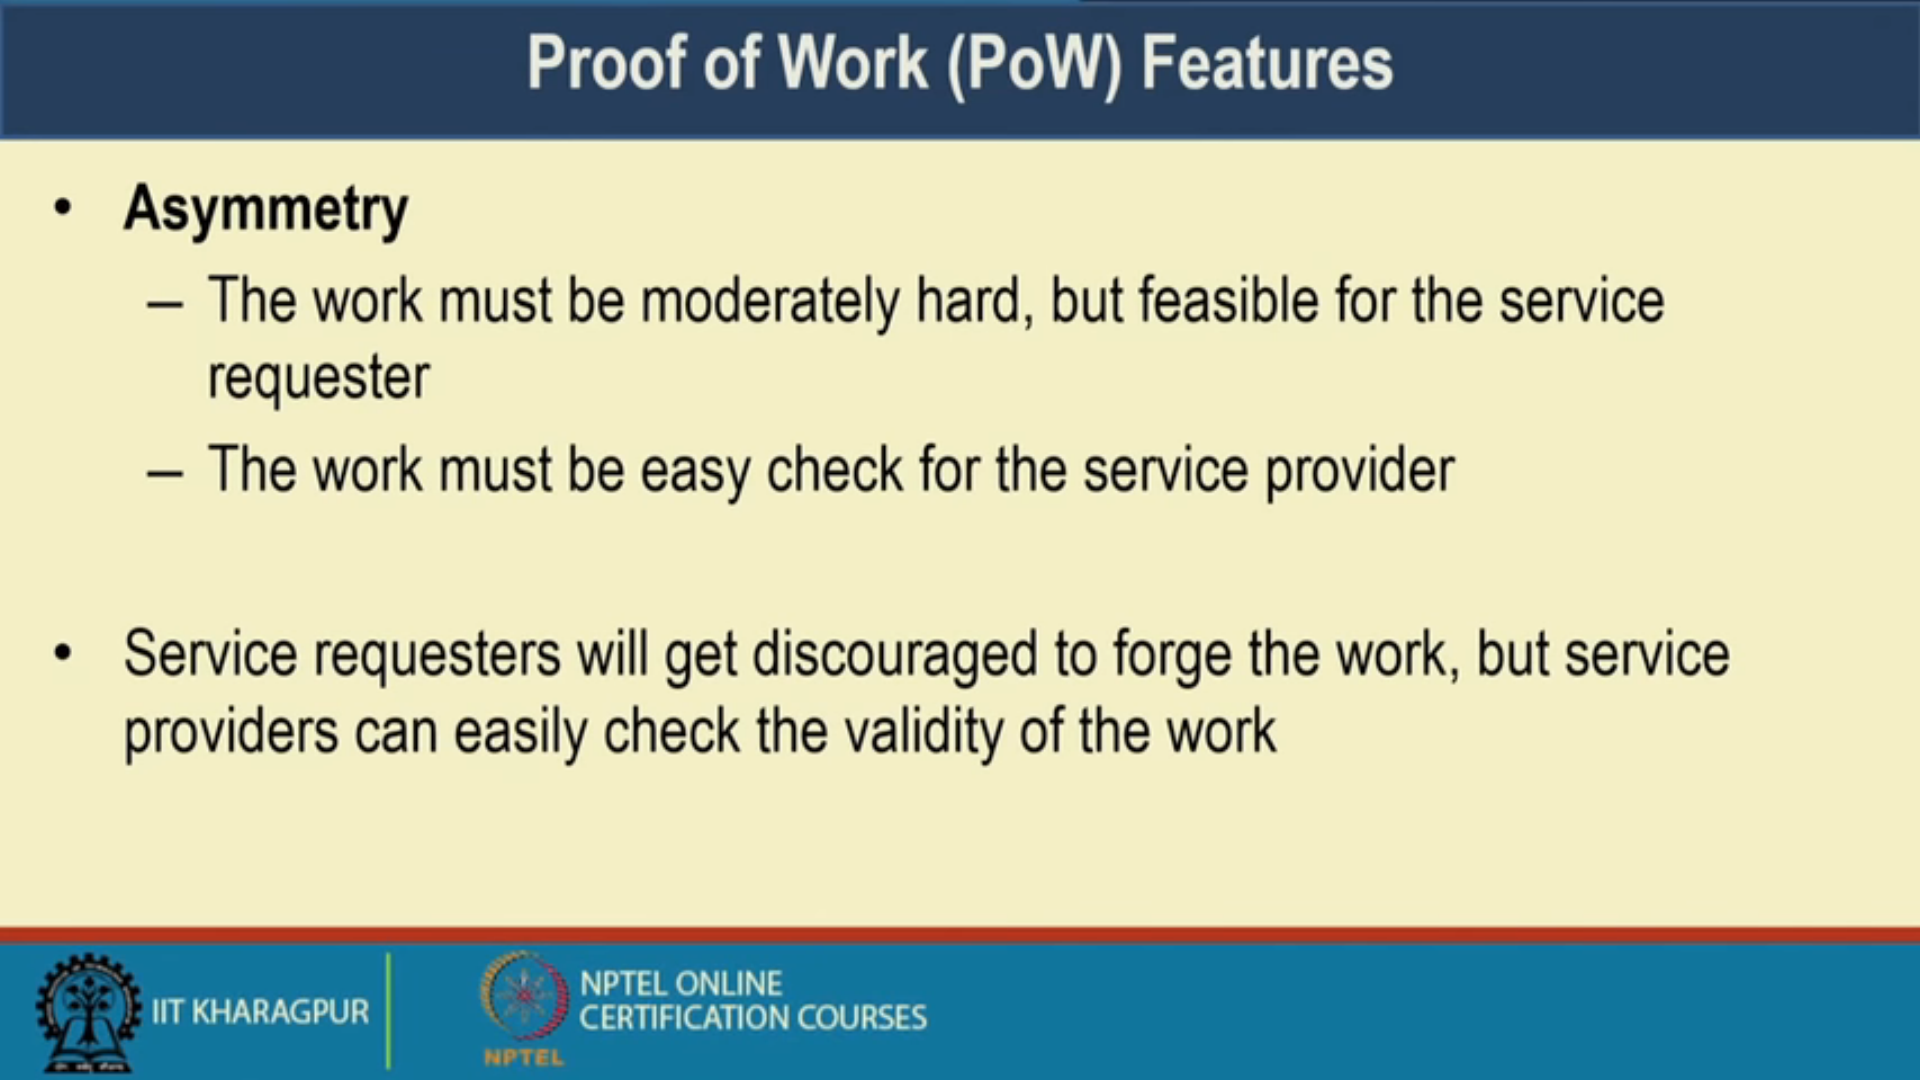 Proof of Work (PoW) Features
• Asymmetry
– The work must be moderately hard, but feasible for the service
requester
– The work must be easy check for the service provider
• Service requesters will get discouraged to forge the work, but service
providers can easily check the validity of the work
IIT KHARAGPUR
NPTEL ONLINE
CERTIFICATION COURSES
NPTEL